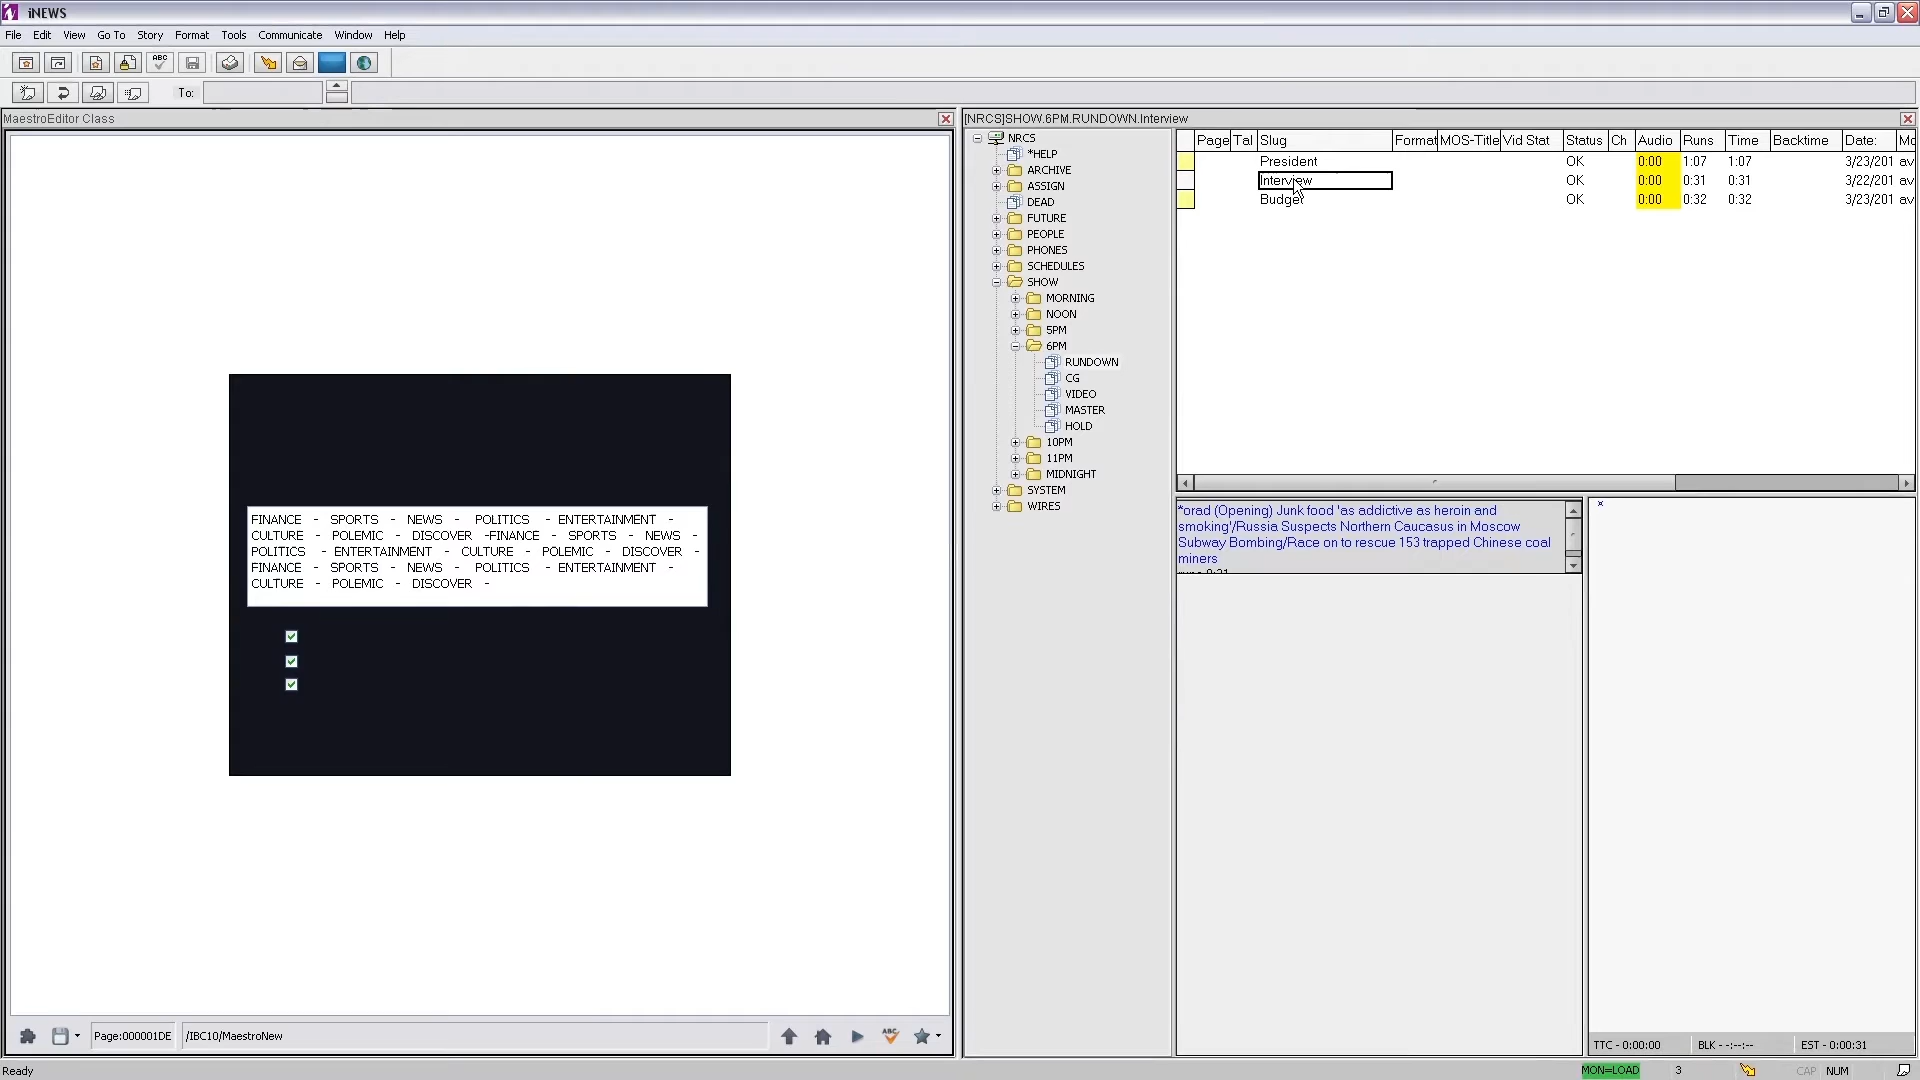 iNEWS
File Edit View Go To Story Format Tools Communicate Window Help
ABC
To:
MaestroEditor Class
[NRCS]SHOW.6PM.RUNDOWN.Interview
FINANCE - SPORTS - NEWS - POLITICS - ENTERTAINMENT -
CULTURE - POLEMIC - DISCOVER -FINANCE - SPORTS - NEWS -
POLITICS - ENTERTAINMENT - CULTURE - POLEMIC - DISCOVER -
FINANCE - SPORTS - NEWS - POLITICS - ENTERTAINMENT -
CULTURE - POLEMIC - DISCOVER -
Page:000001DE
/IBC10/MaestroNew
ABC
NRCS
*HELP
ARCHIVE
ASSIGN
DEAD
FUTURE
PEOPLE
PHONES
SCHEDULES
SHOW
MORNING
NOON
5PM
6PM
RUNDOWN
CG
VIDEO
MASTER
HOLD
10PM
11PM
MIDNIGHT
SYSTEM
WIRES
Page Tal Slug Format MOS-Title Vid Stat Status Ch Audio Runs Time Backtime Date: Mo
President OK 0:00 1:07 1:07 3/23/201 av
Interview OK 0:00 0:31 0:31 3/22/201 av
Budget OK 0:00 0:32 0:32 3/23/201 av
*orad (Opening) Junk food 'as addictive as heroin and
smoking'/Russia Suspects Northern Caucasus in Moscow
Subway Bombing/Race on to rescue 153 trapped Chinese coal
miners
TTC - 0:00:00 BLK - -:--:-- EST - 0:00:31
Ready
MON=LOAD 3 CAP NUM